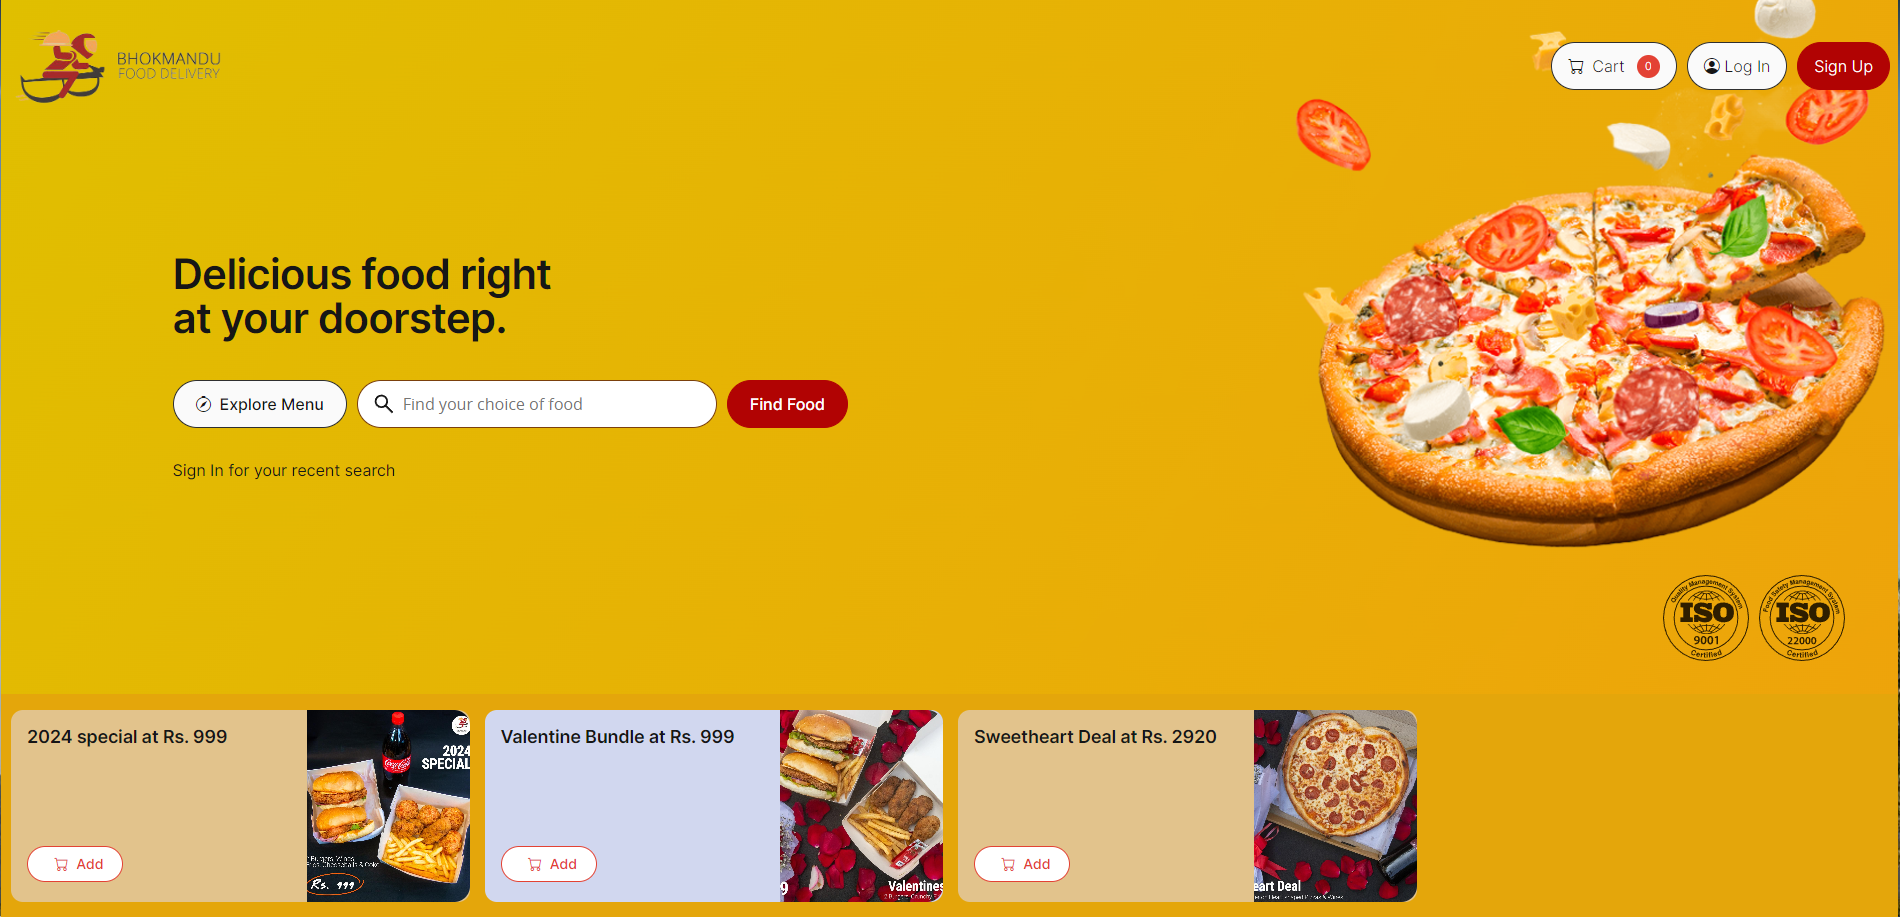 BHOKMANDU
FOOD DELIVERY
Cart 0
Log In
Sign Up
Delicious food right
at your doorstep.
Explore Menu
Find your choice of food
Find Food
Sign In for your recent search
Quality Management System
ISO
9001
Certified
Food Safety Management System
ISO
22000
Certified
2024 special at Rs. 999
Add
2024
SPECIAL
Coca-Cola
Rs. 999
Valentine Bundle at Rs. 999
Add
9
Valentines
Sweetheart Deal at Rs. 2920
Add
eart Deal